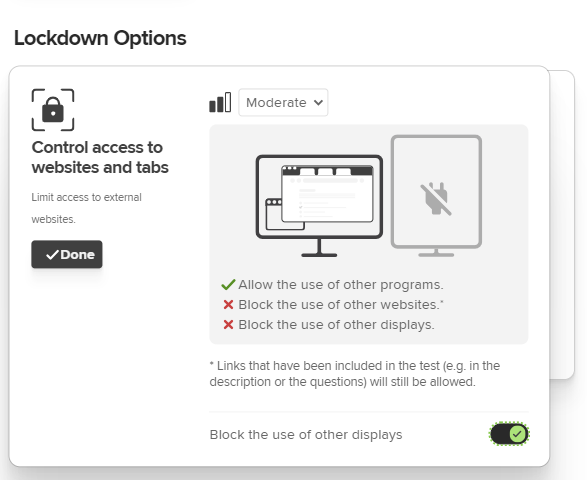 Lockdown Options
Control access to
websites and tabs
Limit access to external
websites.
Done
Moderate
Allow the use of other programs.
Block the use of other websites.*
Block the use of other displays.
* Links that have been included in the test (e.g. in the
description or the questions) will still be allowed.
Block the use of other displays